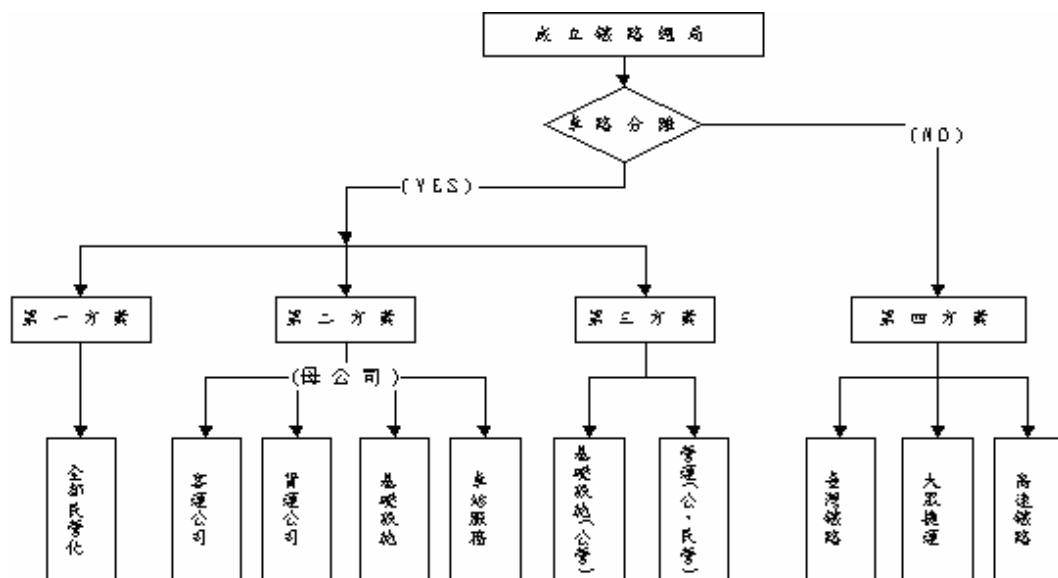 成立鐵路總局
車路分離
(NO)
(YES)
第一方案
第二方案
第三方案
第四方案
(母公司)
全部民營化
客運公司
貨運公司
基礎設施
車站服務
基礎設施(公營)
營運(公、民營)
臺灣鐵路
大眾捷運
高速鐵路